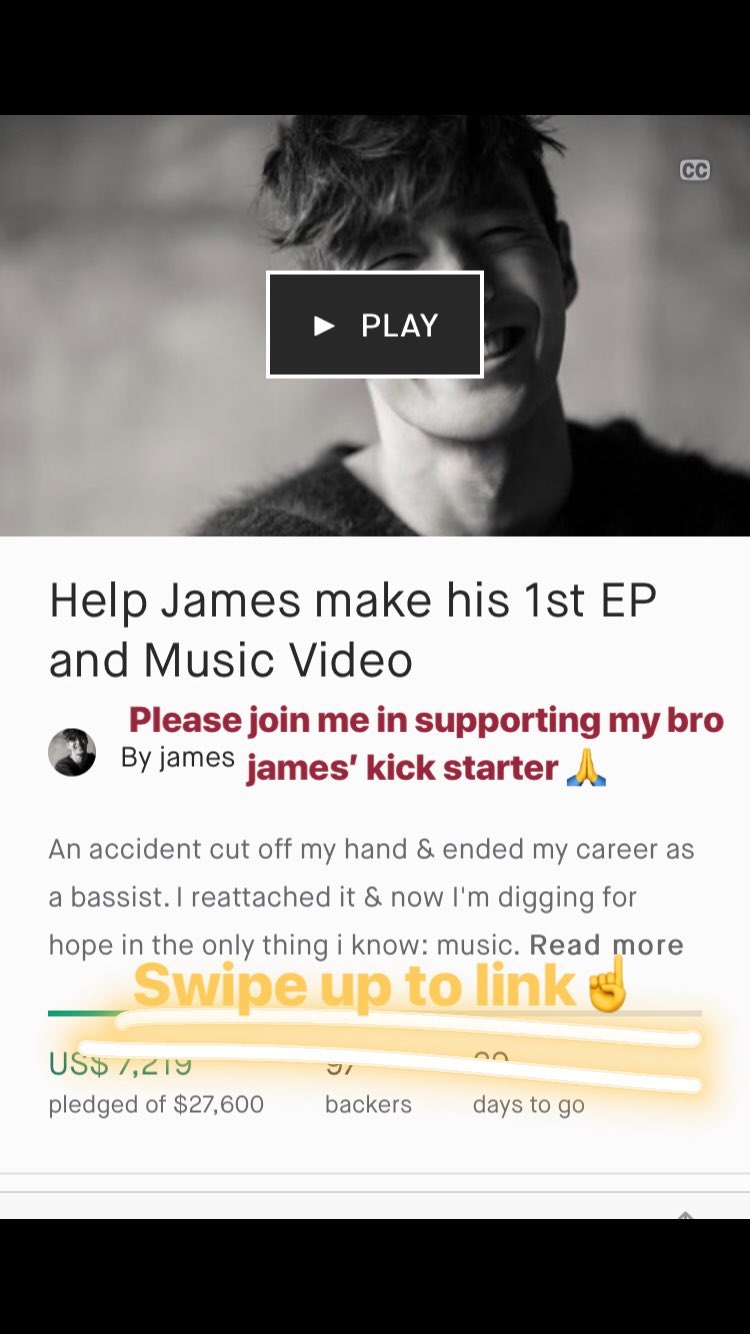 CC
▶ PLAY
Help James make his 1st EP
and Music Video
Please join me in supporting my bro
By james
james’ kick starter 🙏
An accident cut off my hand & ended my career as
a bassist. I reattached it & now I'm digging for
hope in the only thing i know: music. Read more
Swipe up to link ☝️
US$ 7,219
pledged of $27,600
backers
days to go